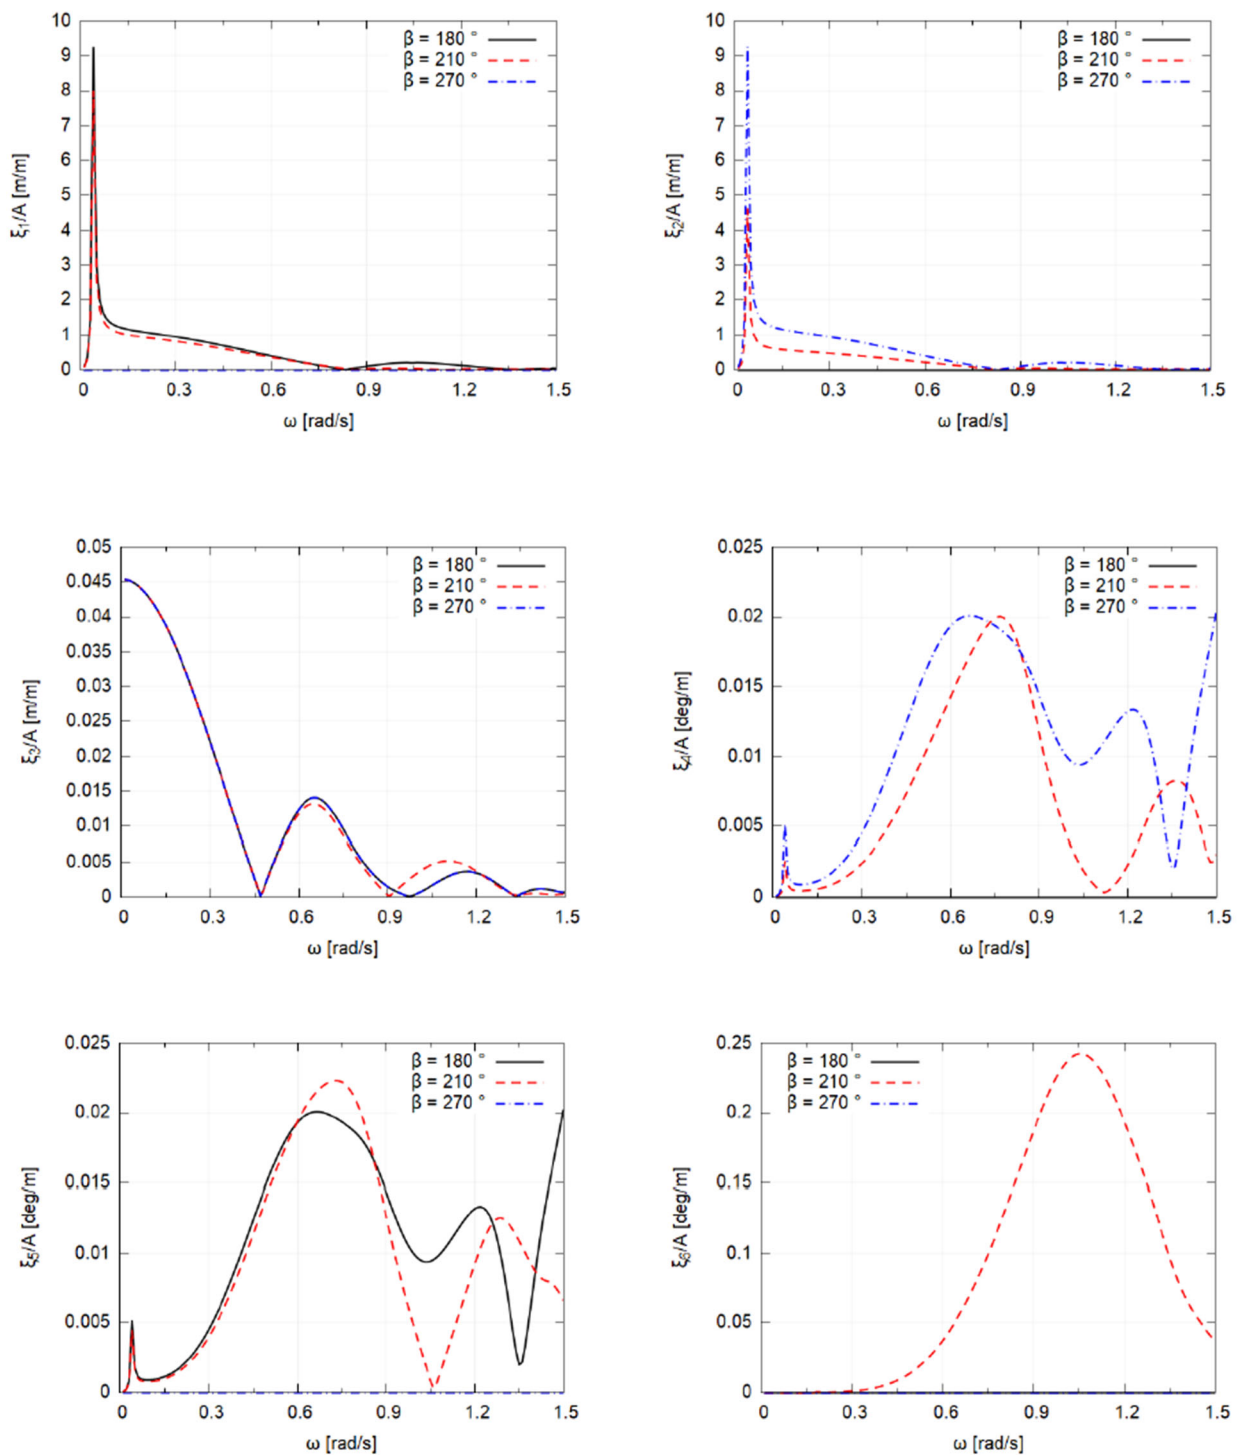 10
9
8
7
6
5
4
3
2
1
0
ξ1/A [m/m]
β = 180 °
β = 210 °
β = 270 °
0 0.3 0.6 0.9 1.2 1.5
ω [rad/s]
10
9
8
7
6
5
4
3
2
1
0
ξ2/A [m/m]
β = 180 °
β = 210 °
β = 270 °
0 0.3 0.6 0.9 1.2 1.5
ω [rad/s]
0.05
0.045
0.04
0.035
0.03
0.025
0.02
0.015
0.01
0.005
0
ξ3/A [m/m]
β = 180 °
β = 210 °
β = 270 °
0 0.3 0.6 0.9 1.2 1.5
ω [rad/s]
0.025
0.02
0.015
0.01
0.005
0
ξ4/A [deg/m]
β = 180 °
β = 210 °
β = 270 °
0 0.3 0.6 0.9 1.2 1.5
ω [rad/s]
0.025
0.02
0.015
0.01
0.005
0
ξ5/A [deg/m]
β = 180 °
β = 210 °
β = 270 °
0 0.3 0.6 0.9 1.2 1.5
ω [rad/s]
0.25
0.2
0.15
0.1
0.05
0
ξ6/A [deg/m]
β = 180 °
β = 210 °
β = 270 °
0 0.3 0.6 0.9 1.2 1.5
ω [rad/s]